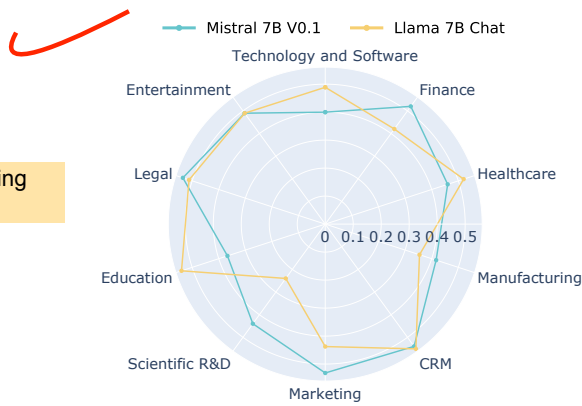 Mistral 7B V0.1
Llama 7B Chat
Technology and Software
Entertainment
Finance
Legal
Healthcare
0 0.1 0.2 0.3 0.4 0.5
Education
Manufacturing
Scientific R&D
CRM
Marketing